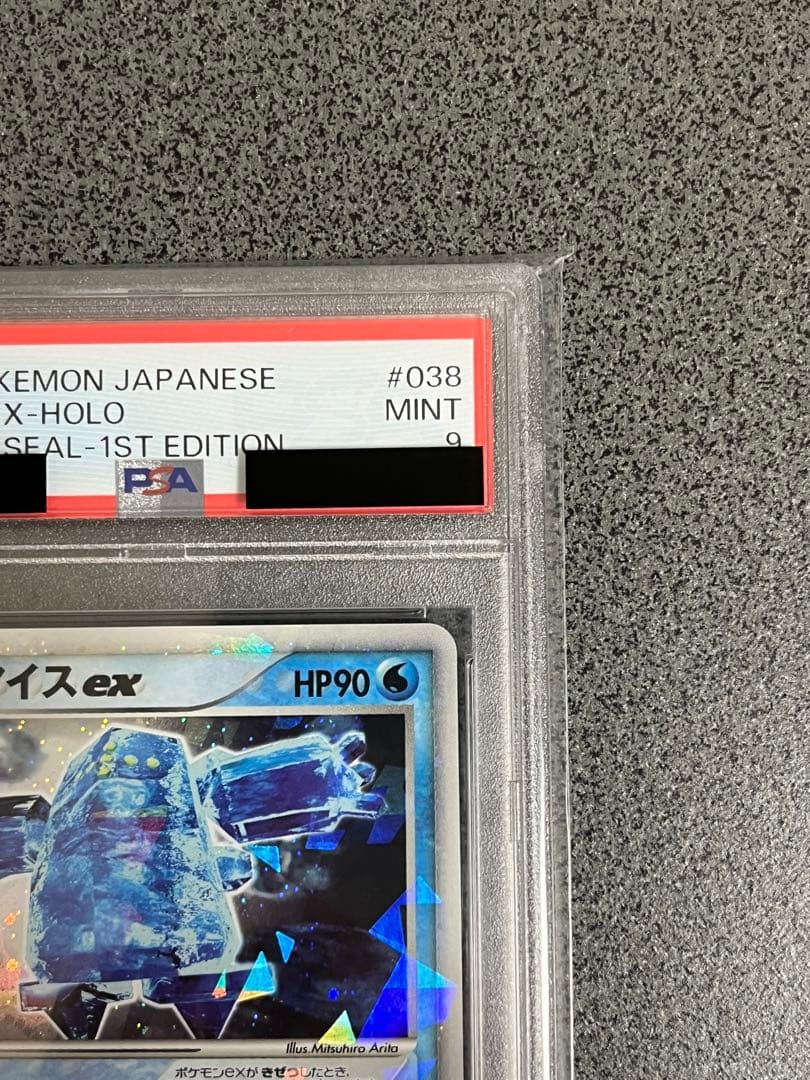 KEMON JAPANESE #038
X-HOLO MINT
SEAL-1ST EDITION 9
PSA
アイスex HP90
Illus.Mitsuhiro Arita
ポケモンexが きぜつしたとき、